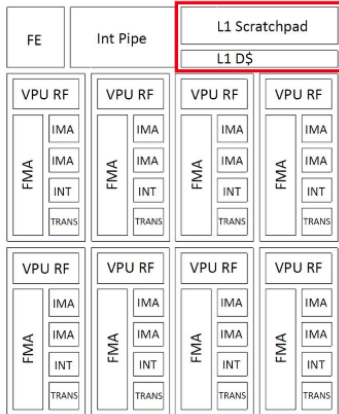 FE
Int Pipe
L1 Scratchpad
L1 D$
VPU RF
FMA
IMA
IMA
INT
TRANS
VPU RF
FMA
IMA
IMA
INT
TRANS
VPU RF
FMA
IMA
IMA
INT
TRANS
VPU RF
FMA
IMA
IMA
INT
TRANS
VPU RF
FMA
IMA
IMA
INT
TRANS
VPU RF
FMA
IMA
IMA
INT
TRANS
VPU RF
FMA
IMA
IMA
INT
TRANS
VPU RF
FMA
IMA
IMA
INT
TRANS